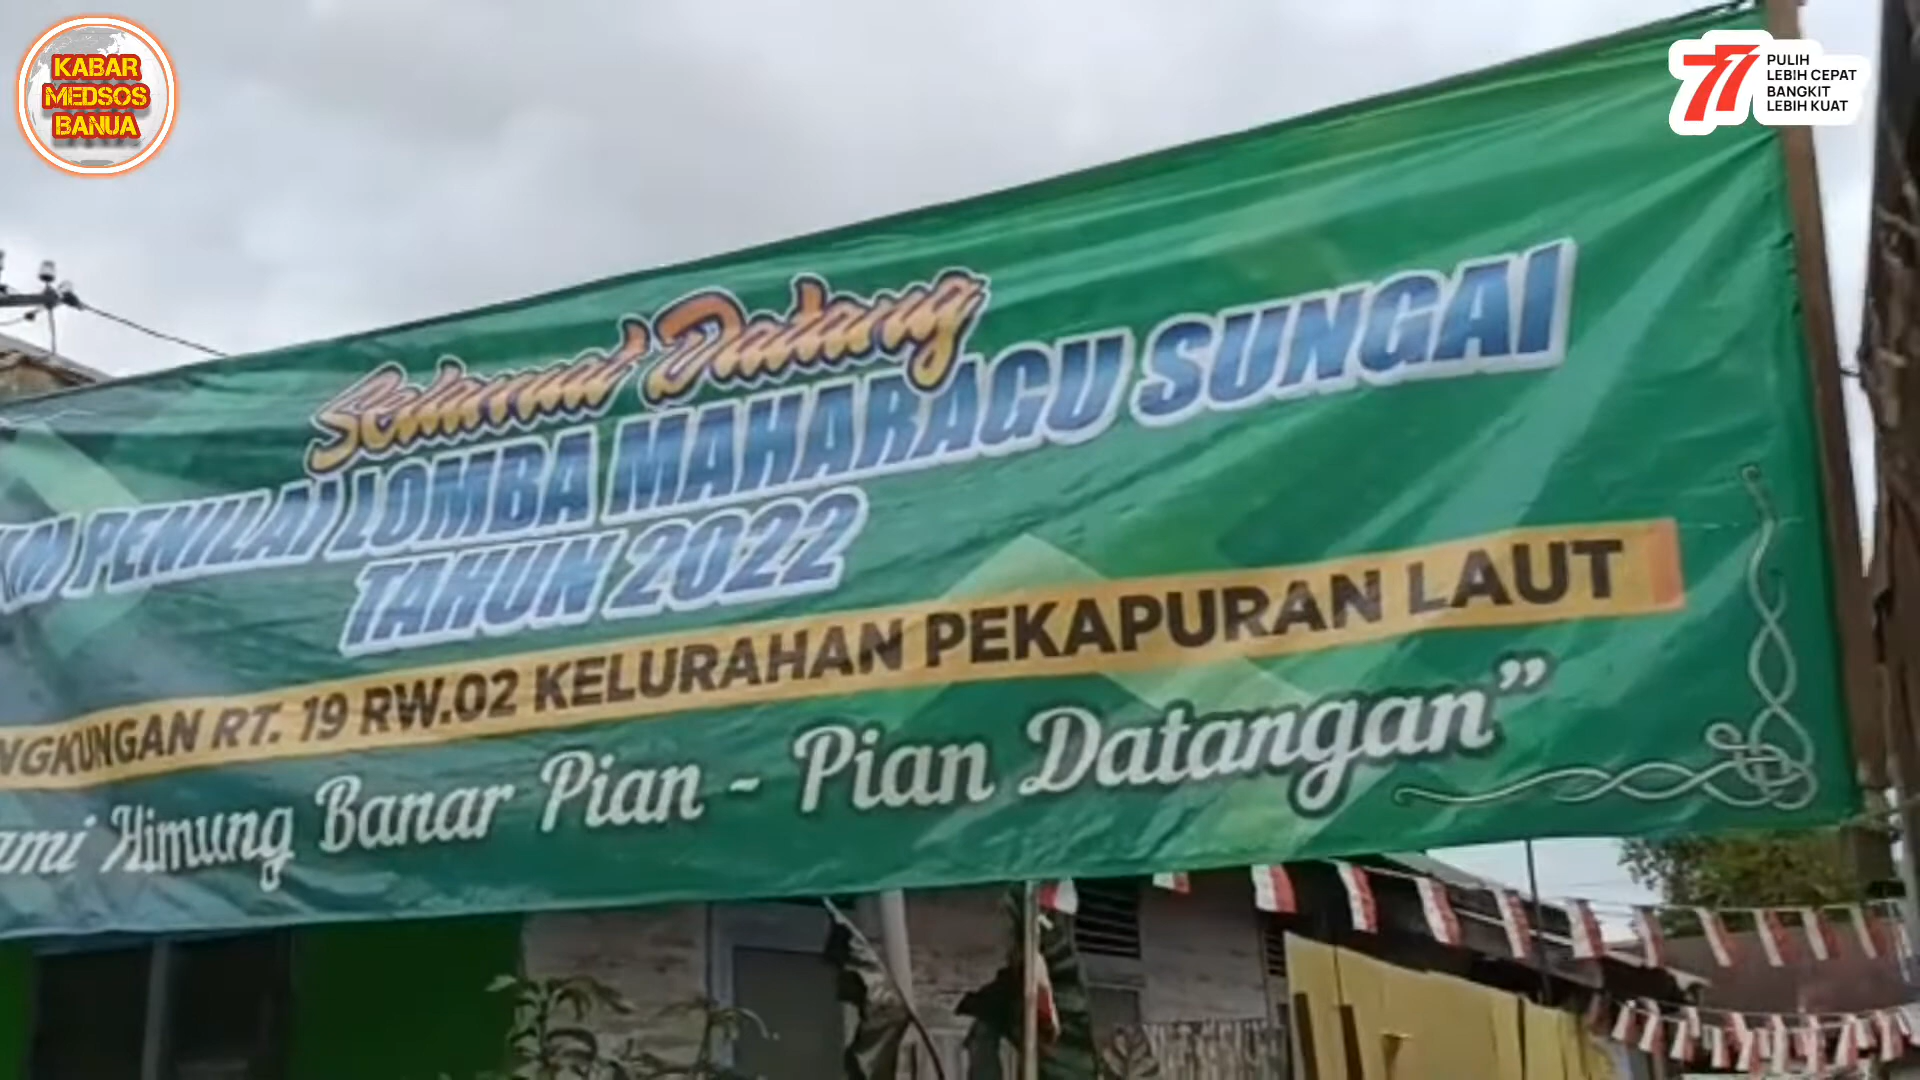 KABAR
MEDSOS
BANUA
77
PULIH
LEBIH CEPAT
BANGKIT
LEBIH KUAT
Selamat Datang
PENILAI LOMBA MAHARAGU SUNGAI
TAHUN 2022
RT. 19 RW.02 KELURAHAN PEKAPURAN LAUT
Himung Banar Pian - Pian Datangan”